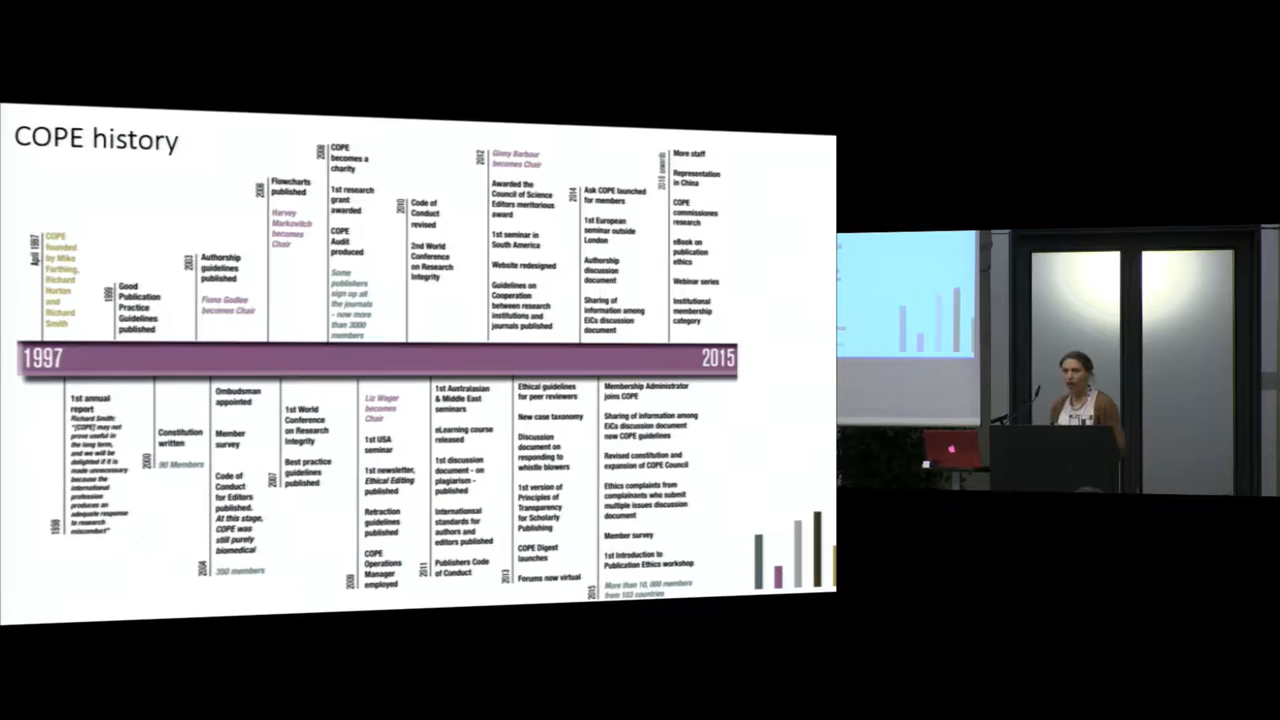 COPE history
April 1997
COPE
founded
by Mike
Farthing,
Richard
Horton
and
Richard
Smith
1999
Good
Publication
Practice
Guidelines
published
2003
Authorship
guidelines
published
Fiona Godlee
becomes Chair
2006
Flowcharts
published
Harvey
Markovitch
becomes
Chair
2008
COPE
becomes a
charity
1st research
grant
awarded
COPE
Audit
produced
Some
publishers
sign up all
the journals
- now more
than 3000
members
2010
Code of
Conduct
revised
2nd World
Conference
on Research
Integrity
2012
Ginny Barbour
becomes Chair
Awarded the
Council of Science
Editors meritorious
award
1st seminar in
South America
Website redesigned
Guidelines on
Cooperation
between research
institutions and
journals published
2014
Ask COPE launched
for members
1st European
seminar outside
London
Authorship
discussion
document
Sharing of
information among
EiCs discussion
document
2016 onwards
More staff
Representation
in China
COPE
commissiones
research
eBook on
publication
ethics
Webinar series
Institutional
membership
category
1997
2015
1998
1st annual
report
Richard Smith:
"[COPE] may not
prove useful in
the long term,
and we will be
delighted if it is
made unnecessary
because the
international
profession
produces an
adequate response
to research
misconduct"
2000
Constitution
written
90 Members
2004
Ombudsman
appointed
Member
survey
Code of
Conduct
for Editors
published.
At this stage,
COPE was
still purely
biomedical
350 members
2007
1st World
Conference
on Research
Integrity
Best practice
guidelines
published
2009
Liz Wager
becomes
Chair
1st USA
seminar
1st newsletter,
Ethical Editing
published
Retraction
guidelines
published
COPE
Operations
Manager
employed
2011
1st Australasian
& Middle East
seminars
eLearning course
released
1st discussion
document - on
plagiarism -
published
Internationsal
standards for
authors and
editors published
Publishers Code
of Conduct
2013
Ethical guidelines
for peer reviewers
New case taxonomy
Discussion
document on
responding to
whistle blowers
1st version of
Principles of
Transparency
for Scholarly
Publishing
COPE Digest
launches
Forums now virtual
2015
Membership Administrator
joins COPE
Sharing of information among
EiCs discussion document
now COPE guidelines
Revised constitution and
expansion of COPE Council
Ethics complaints from
complainants who submit
multiple issues discussion
document
Member survey
1st Introduction to
Publication Ethics workshop
More than 10, 000 members
from 103 countries